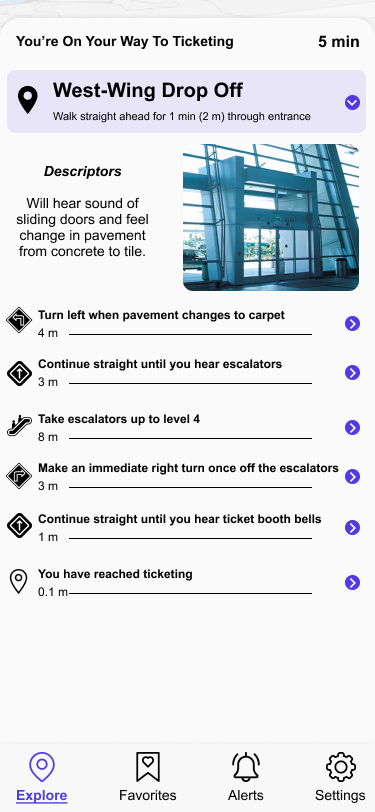 You’re On Your Way To Ticketing
5 min
West-Wing Drop Off
Walk straight ahead for 1 min (2 m) through entrance
Descriptors
Will hear sound of
sliding doors and feel
change in pavement
from concrete to tile.
Turn left when pavement changes to carpet
4 m
Continue straight until you hear escalators
3 m
Take escalators up to level 4
8 m
Make an immediate right turn once off the escalators
3 m
Continue straight until you hear ticket booth bells
1 m
You have reached ticketing
0.1 m
Explore
Favorites
Alerts
Settings